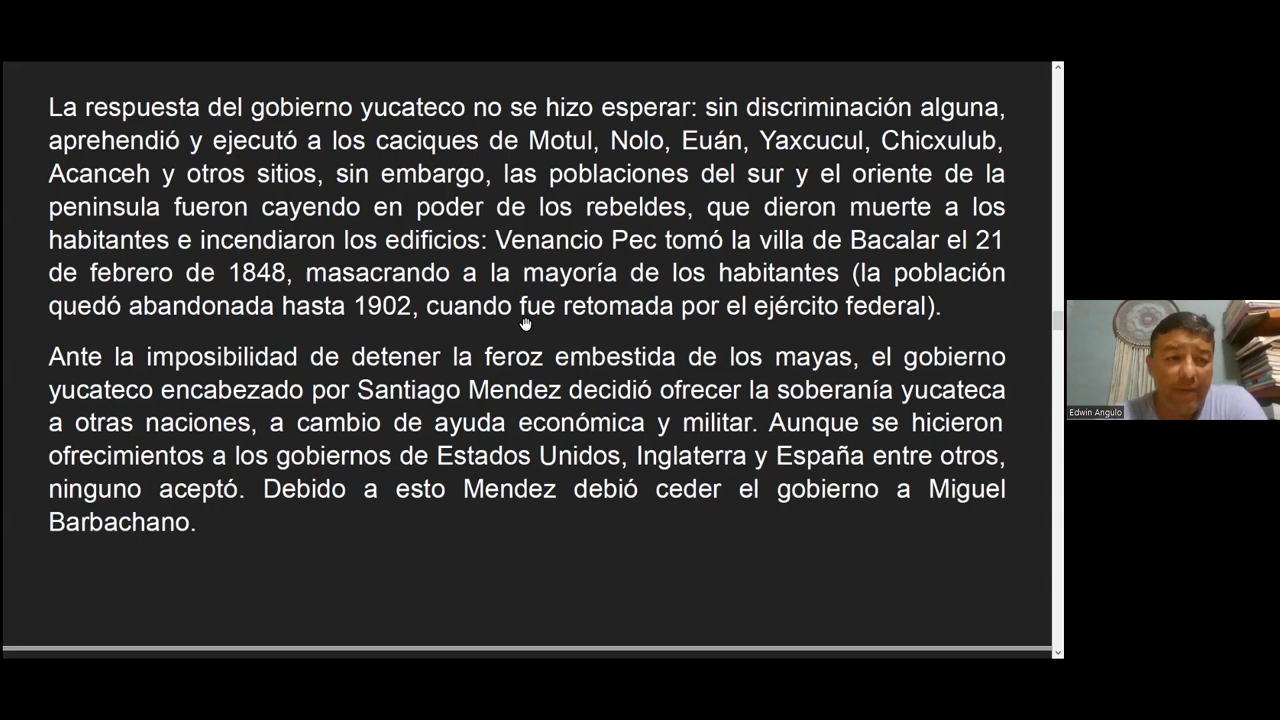 La respuesta del gobierno yucateco no se hizo esperar: sin discriminación alguna,
aprehendió y ejecutó a los caciques de Motul, Nolo, Euán, Yaxcucul, Chicxulub,
Acanceh y otros sitios, sin embargo, las poblaciones del sur y el oriente de la
peninsula fueron cayendo en poder de los rebeldes, que dieron muerte a los
habitantes e incendiaron los edificios: Venancio Pec tomó la villa de Bacalar el 21
de febrero de 1848, masacrando a la mayoría de los habitantes (la población
quedó abandonada hasta 1902, cuando fue retomada por el ejército federal).
Ante la imposibilidad de detener la feroz embestida de los mayas, el gobierno
yucateco encabezado por Santiago Mendez decidió ofrecer la soberanía yucateca
a otras naciones, a cambio de ayuda económica y militar. Aunque se hicieron
ofrecimientos a los gobiernos de Estados Unidos, Inglaterra y España entre otros,
ninguno aceptó. Debido a esto Mendez debió ceder el gobierno a Miguel
Barbachano.
Edwin Angulo